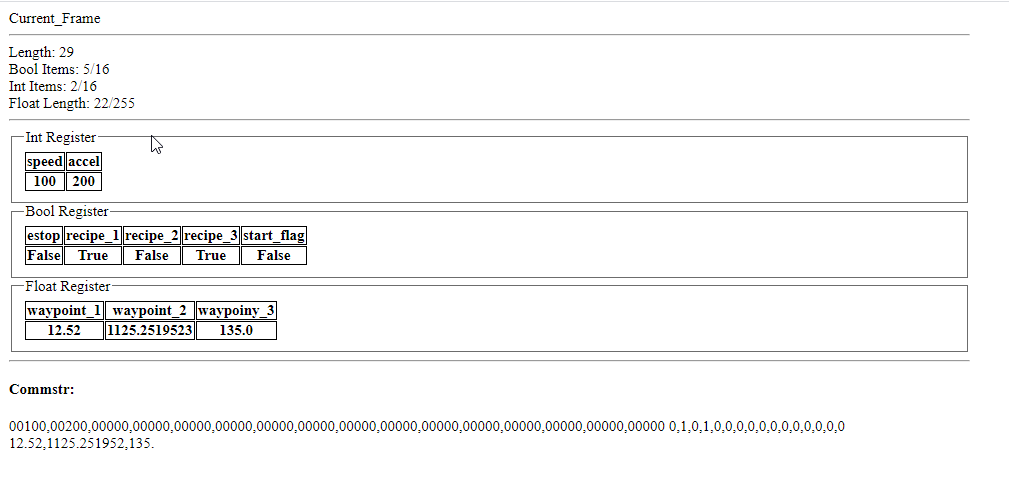 Current_Frame
Length: 29
Bool Items: 5/16
Int Items: 2/16
Float Length: 22/255
Int Register
speed accel
100 200
Bool Register
estop recipe_1 recipe_2 recipe_3 start_flag
False True False True False
Float Register
waypoint_1 waypoint_2 waypoiny_3
12.52 1125.2519523 135.0
Commstr:
00100,00200,00000,00000,00000,00000,00000,00000,00000,00000,00000,00000,00000,00000,00000,00000 0,1,0,1,0,0,0,0,0,0,0,0,0,0,0,0
12.52,1125.251952,135.